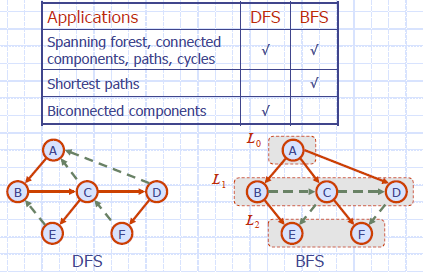 Applications DFS BFS
Spanning forest, connected
components, paths, cycles √ √
Shortest paths √
Biconnected components √
A
B C D
E F
DFS
L0 A
L1 B C D
L2 E F
BFS